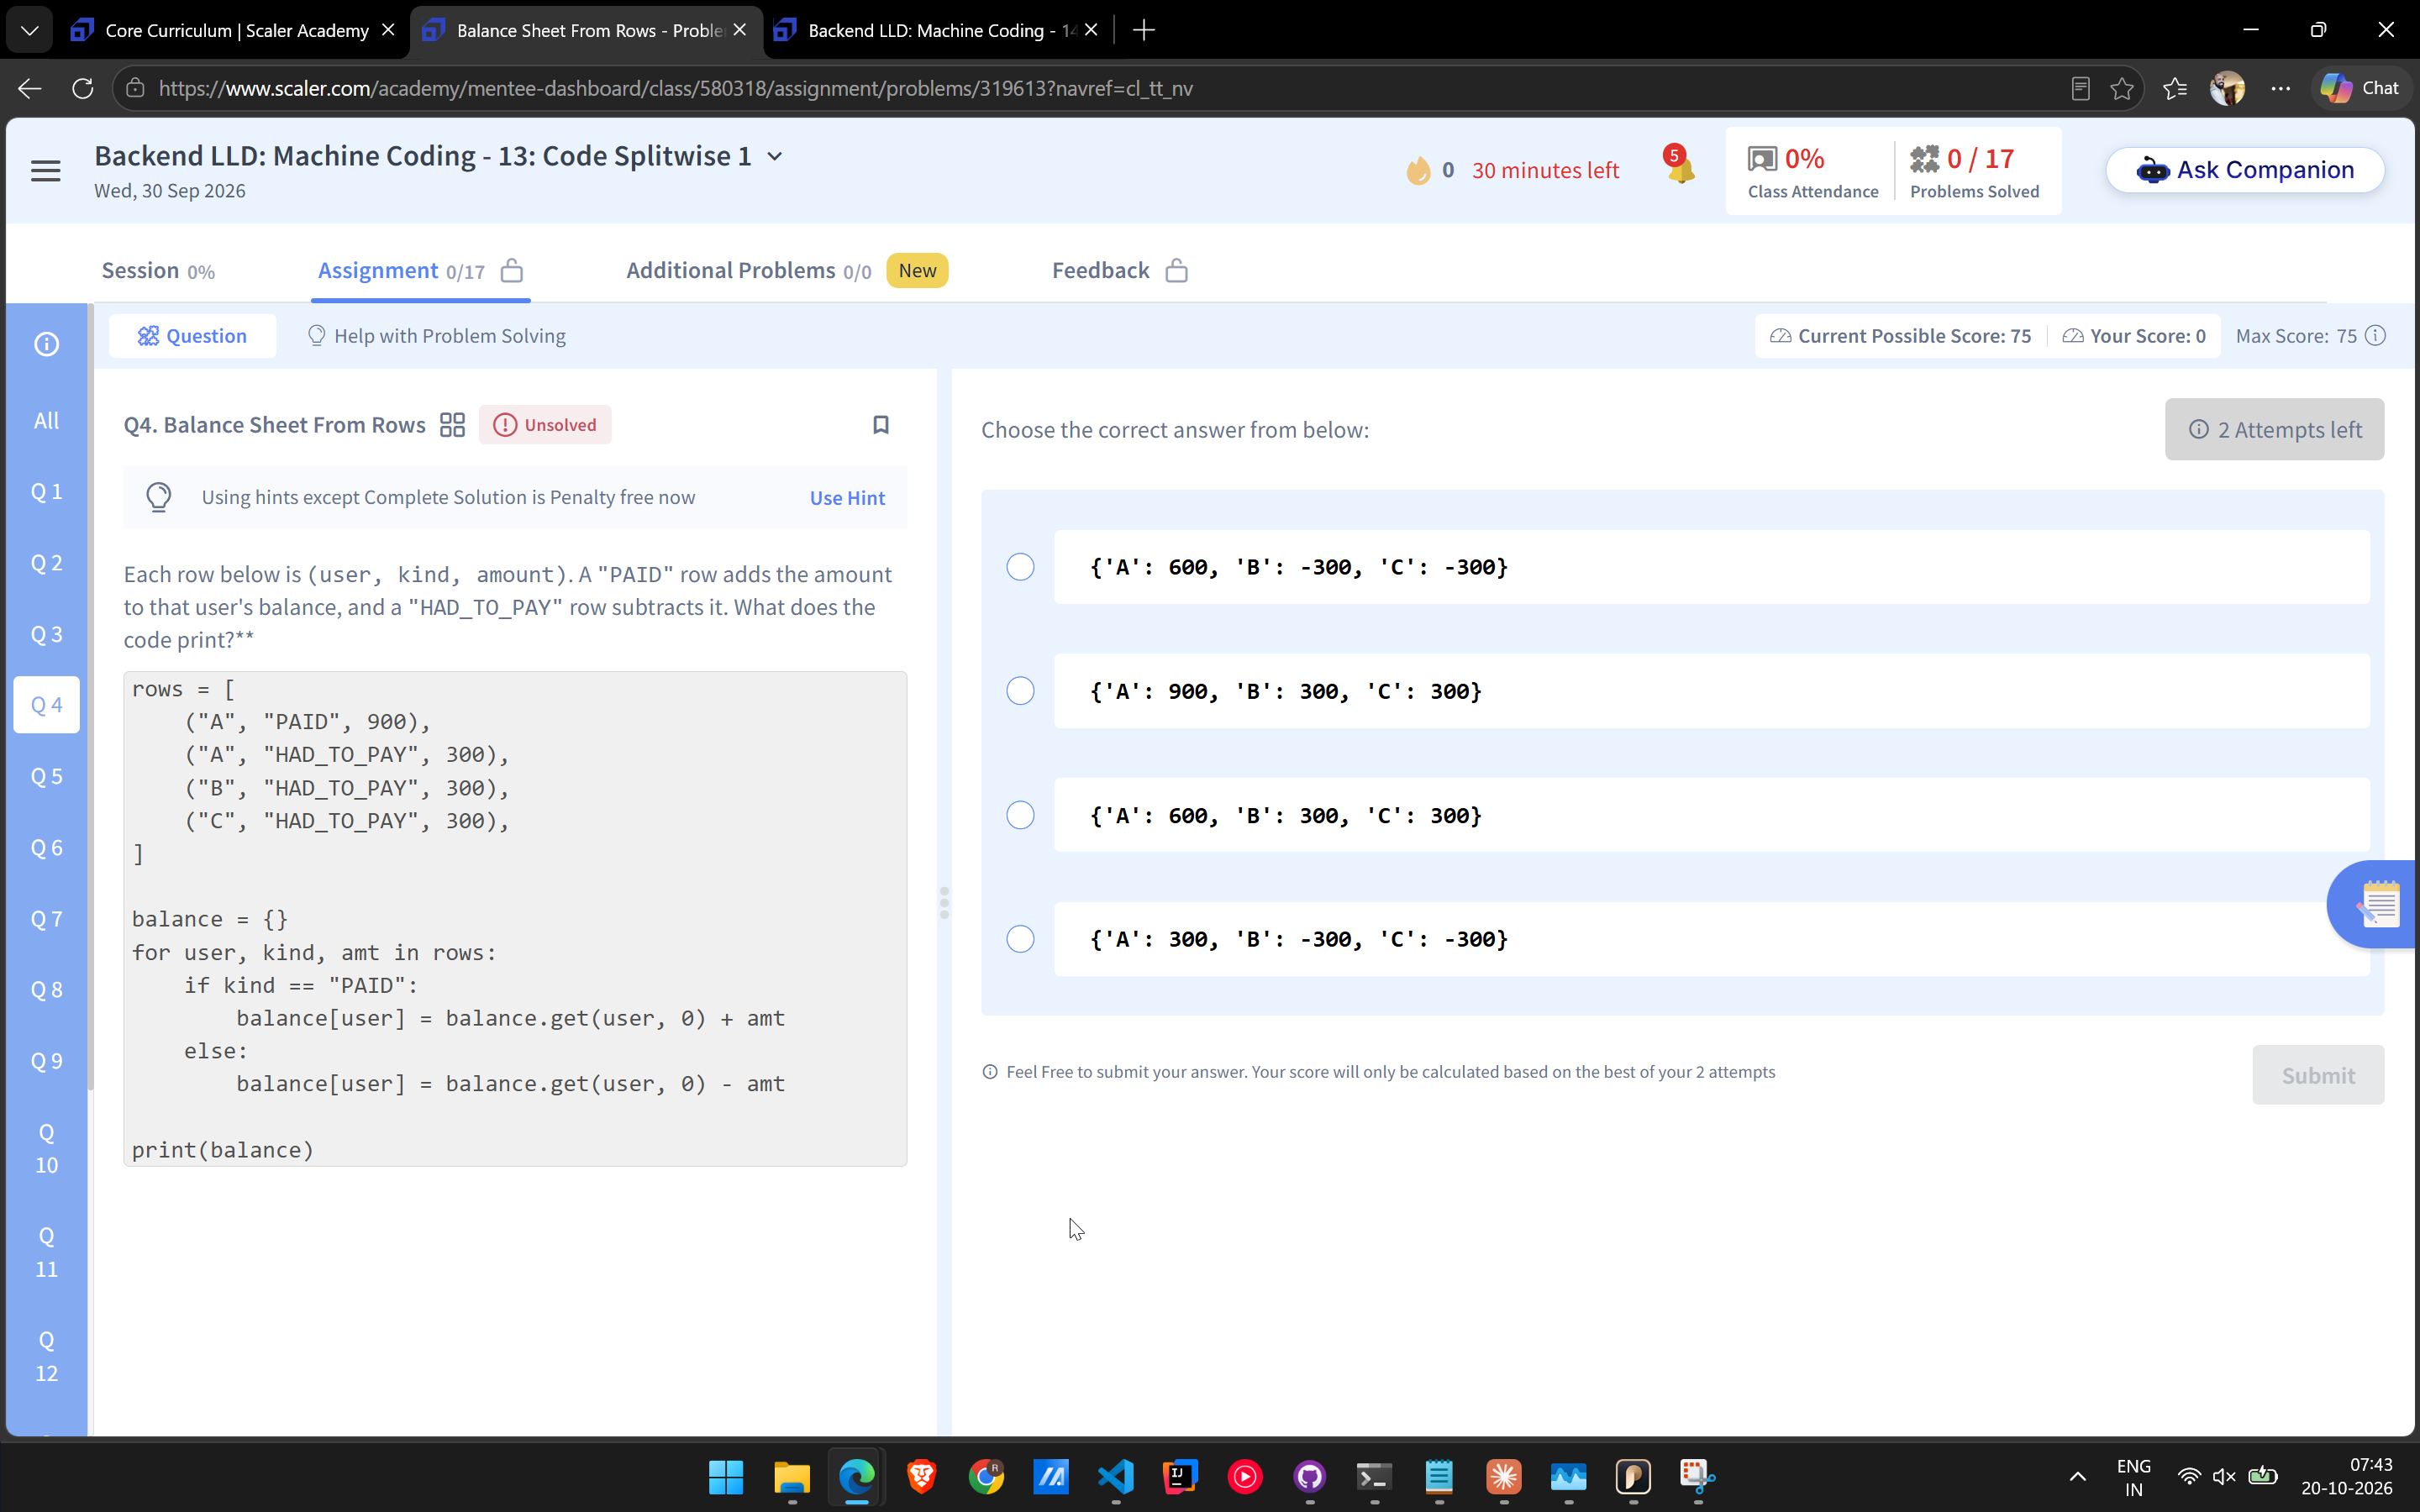 Core Curriculum | Scaler Academy
Balance Sheet From Rows - Proble
Backend LLD: Machine Coding - 14
https://www.scaler.com/academy/mentee-dashboard/class/580318/assignment/problems/319613?navref=cl_tt_nv
Chat
Backend LLD: Machine Coding - 13: Code Splitwise 1
Wed, 30 Sep 2026
0
30 minutes left
5
0%
Class Attendance
0 / 17
Problems Solved
Ask Companion
Session 0%
Assignment 0/17
Additional Problems 0/0
New
Feedback
Question
Help with Problem Solving
Current Possible Score: 75
Your Score: 0
Max Score: 75
All
Q 1
Q 2
Q 3
Q 4
Q 5
Q 6
Q 7
Q 8
Q 9
Q
10
Q
11
Q
12
Q4. Balance Sheet From Rows
Unsolved
Using hints except Complete Solution is Penalty free now
Use Hint
Each row below is (user, kind, amount). A "PAID" row adds the amount
to that user's balance, and a "HAD_TO_PAY" row subtracts it. What does the
code print?**
rows = [
    ("A", "PAID", 900),
    ("A", "HAD_TO_PAY", 300),
    ("B", "HAD_TO_PAY", 300),
    ("C", "HAD_TO_PAY", 300),
]
balance = {}
for user, kind, amt in rows:
    if kind == "PAID":
        balance[user] = balance.get(user, 0) + amt
    else:
        balance[user] = balance.get(user, 0) - amt
print(balance)
Choose the correct answer from below:
2 Attempts left
{'A': 600, 'B': -300, 'C': -300}
{'A': 900, 'B': 300, 'C': 300}
{'A': 600, 'B': 300, 'C': 300}
{'A': 300, 'B': -300, 'C': -300}
Feel Free to submit your answer. Your score will only be calculated based on the best of your 2 attempts
Submit
R
IJ
ENG
IN
07:43
20-10-2026